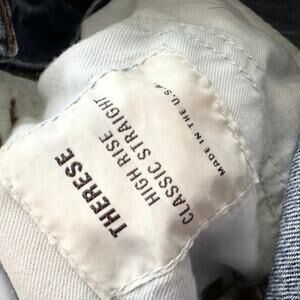 THERESE
HIGH RISE
CLASSIC STRAIGHT
MADE IN THE U.S.A.